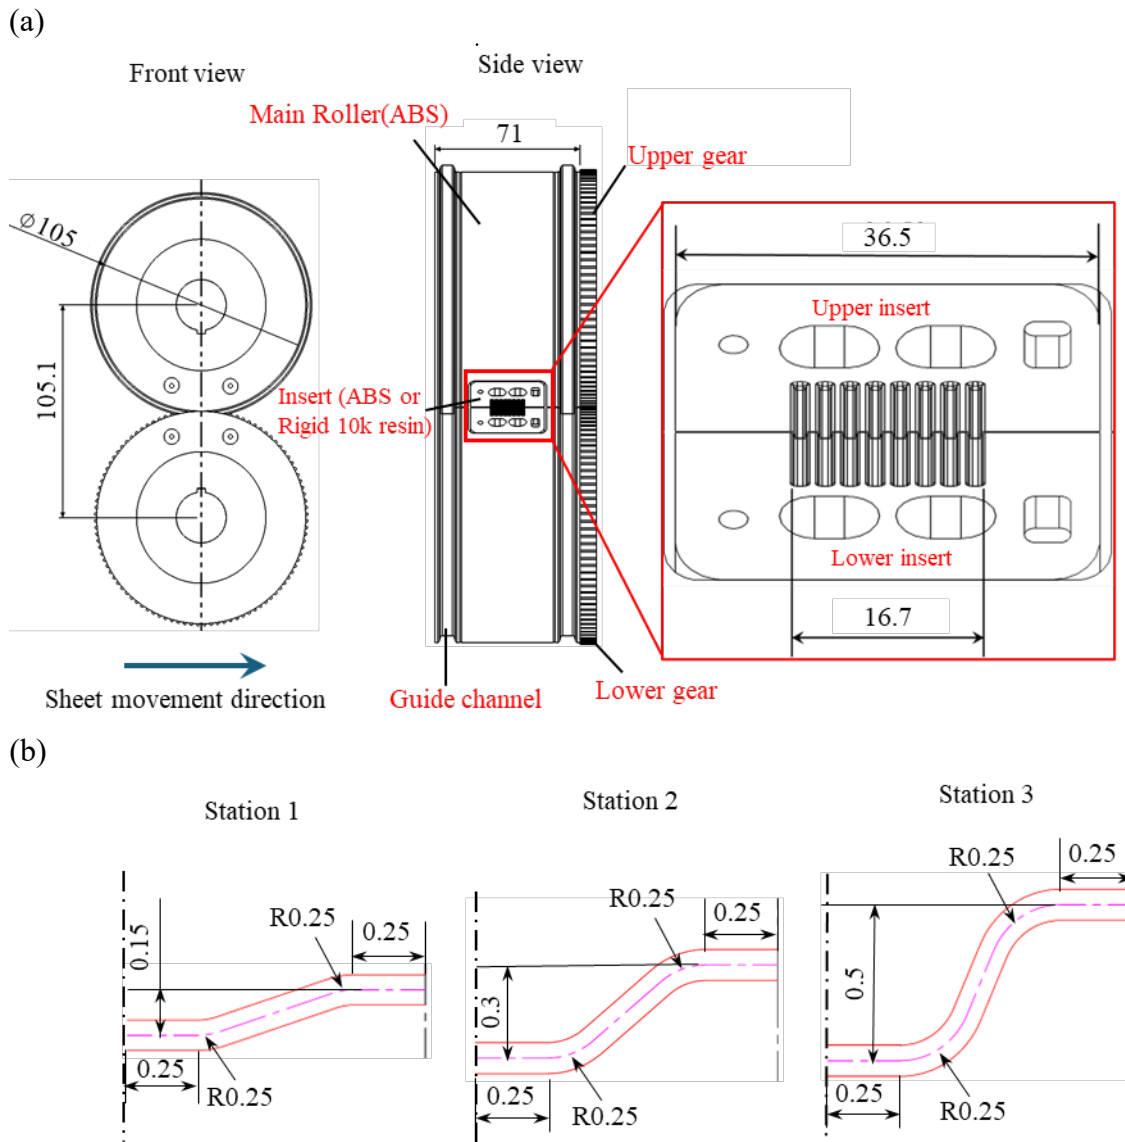 (a)
Front view
Side view
Main Roller(ABS)
71
Upper gear
⌀105
105.1
36.5
Upper insert
Insert (ABS or
Rigid 10k resin)
Lower insert
16.7
Sheet movement direction
Guide channel
Lower gear
(b)
Station 1
Station 2
Station 3
0.15
R0.25
0.25
0.25
R0.25
R0.25
0.25
0.3
0.25
R0.25
R0.25
0.25
0.5
0.25
R0.25